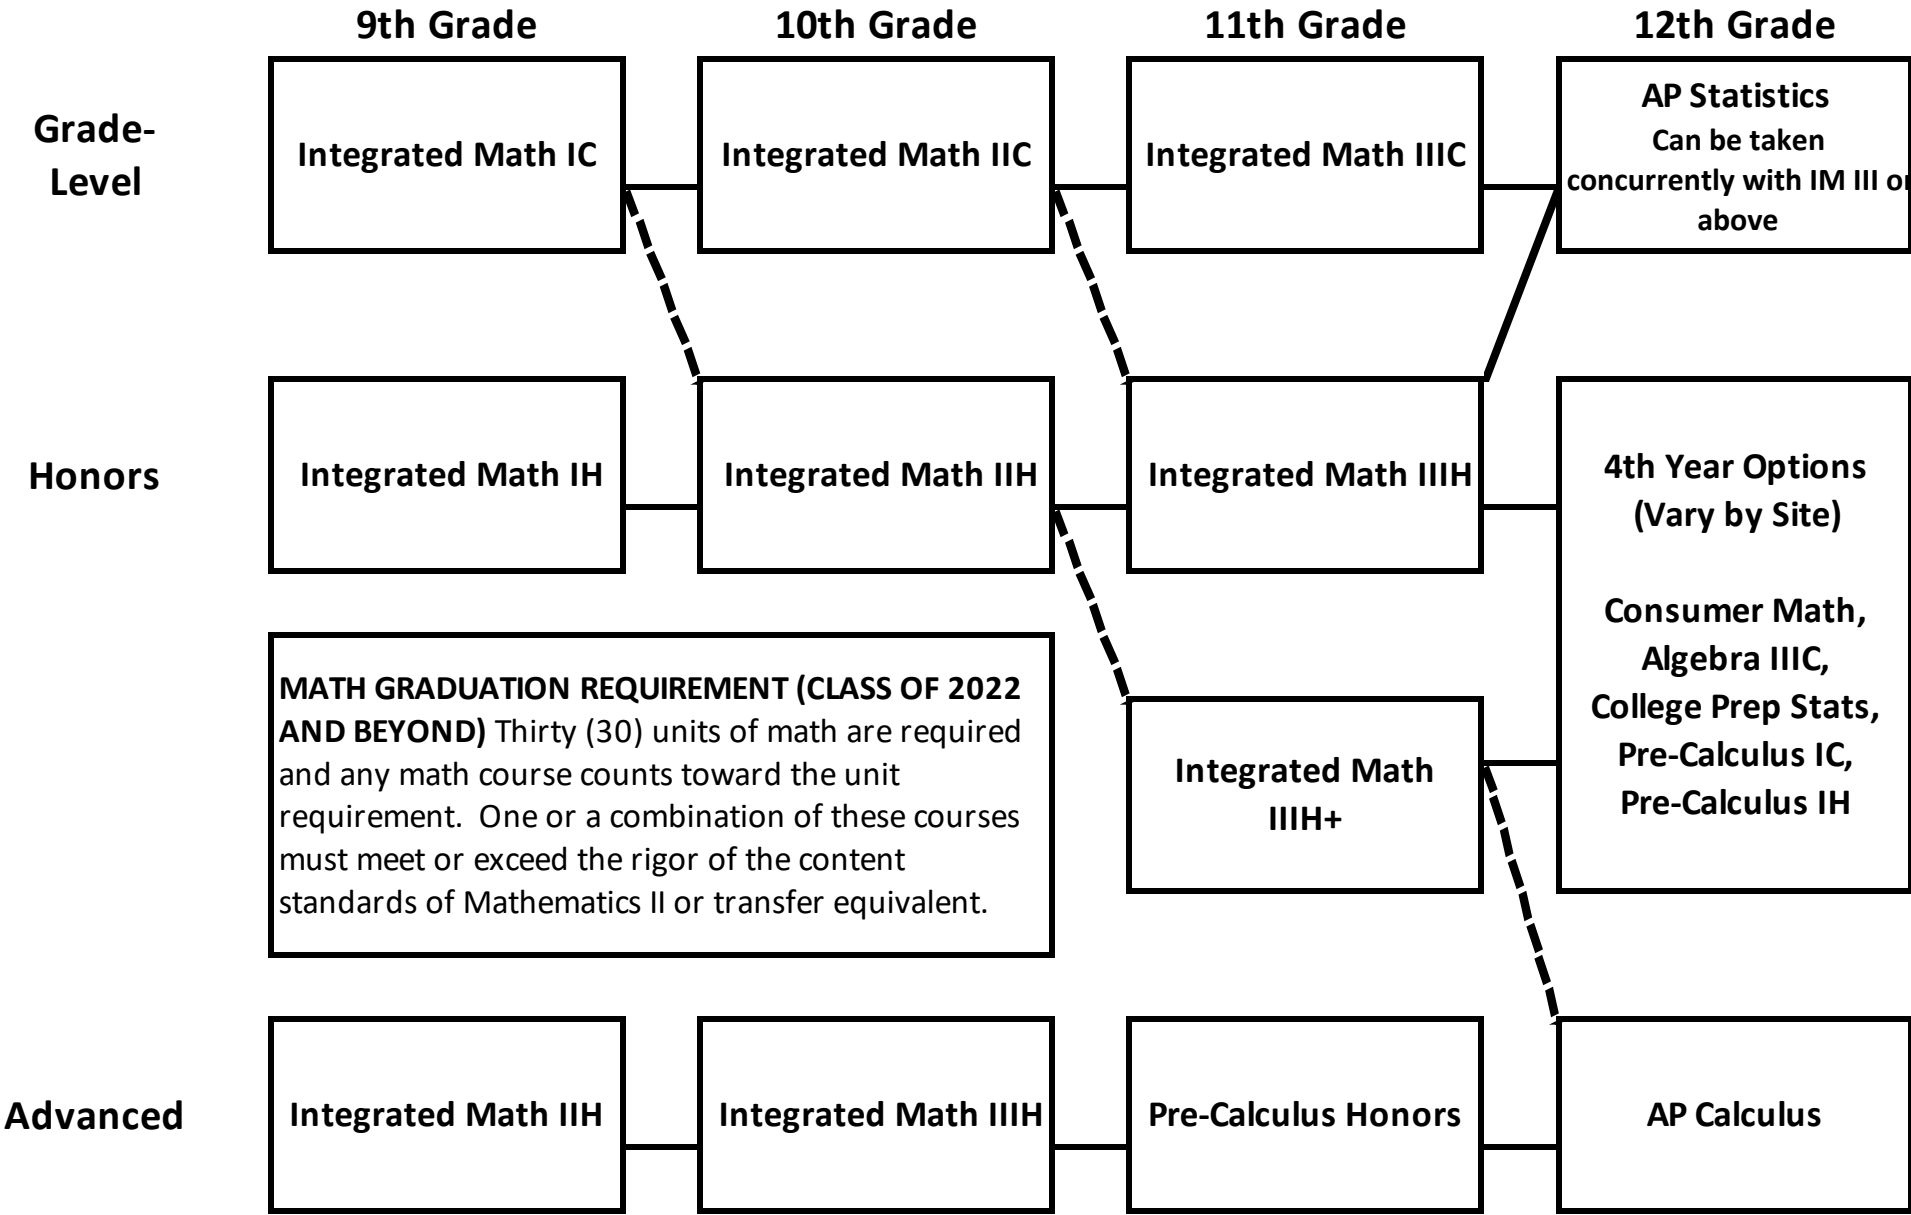 9th Grade
10th Grade
11th Grade
12th Grade
Grade-
Level
Integrated Math IC
Integrated Math IIC
Integrated Math IIIC
AP Statistics
Can be taken
concurrently with IM III or
above
Honors
Integrated Math IH
Integrated Math IIH
Integrated Math IIIH
4th Year Options
(Vary by Site)
Consumer Math,
Algebra IIIC,
College Prep Stats,
Pre-Calculus IC,
Pre-Calculus IH
MATH GRADUATION REQUIREMENT (CLASS OF 2022
AND BEYOND) Thirty (30) units of math are required
and any math course counts toward the unit
requirement.  One or a combination of these courses
must meet or exceed the rigor of the content
standards of Mathematics II or transfer equivalent.
Integrated Math
IIIH+
Advanced
Integrated Math IIH
Integrated Math IIIH
Pre-Calculus Honors
AP Calculus